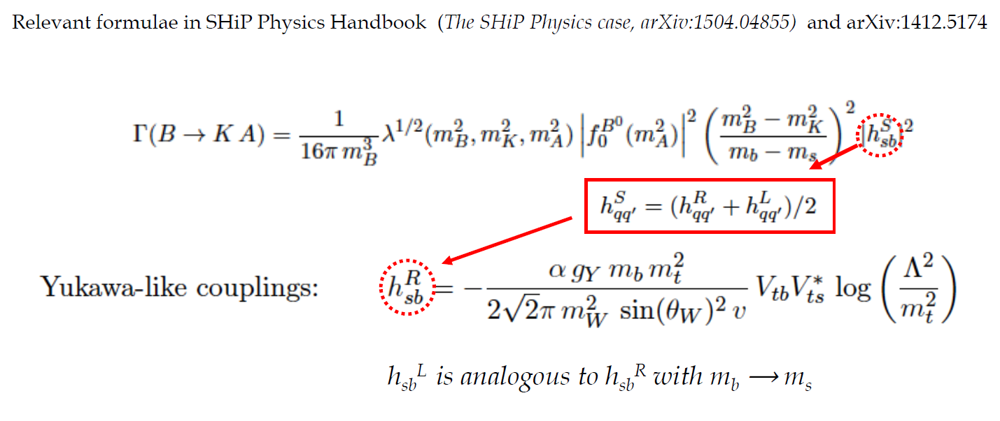 Relevant formulae in SHiP Physics Handbook (The SHiP Physics case, arXiv:1504.04855) and arXiv:1412.5174
Γ(B → K A) = \frac{1}{16π m_B^3} λ^{1/2}(m_B^2, m_K^2, m_A^2) |f_0^{B^0}(m_A^2)|^2 (\frac{m_B^2 − m_K^2}{m_b − m_s})^2 |h_{sb}^S|^2
h_{qq′}^S = (h_{qq′}^R + h_{qq′}^L)/2
Yukawa-like couplings: h_{sb}^R = − \frac{α g_Y m_b m_t^2}{2√2π m_W^2 sin(θ_W)^2 v} V_{tb}V_{ts}^* log(\frac{Λ^2}{m_t^2})
h_{sb}^L is analogous to h_{sb}^R with m_b ⟶ m_s